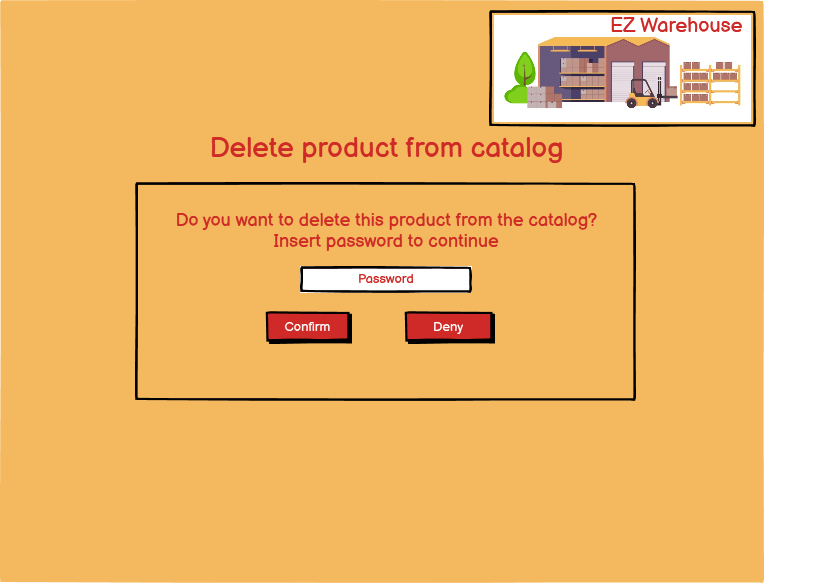 EZ Warehouse
Delete product from catalog
Do you want to delete this product from the catalog?
Insert password to continue
Password
Confirm
Deny